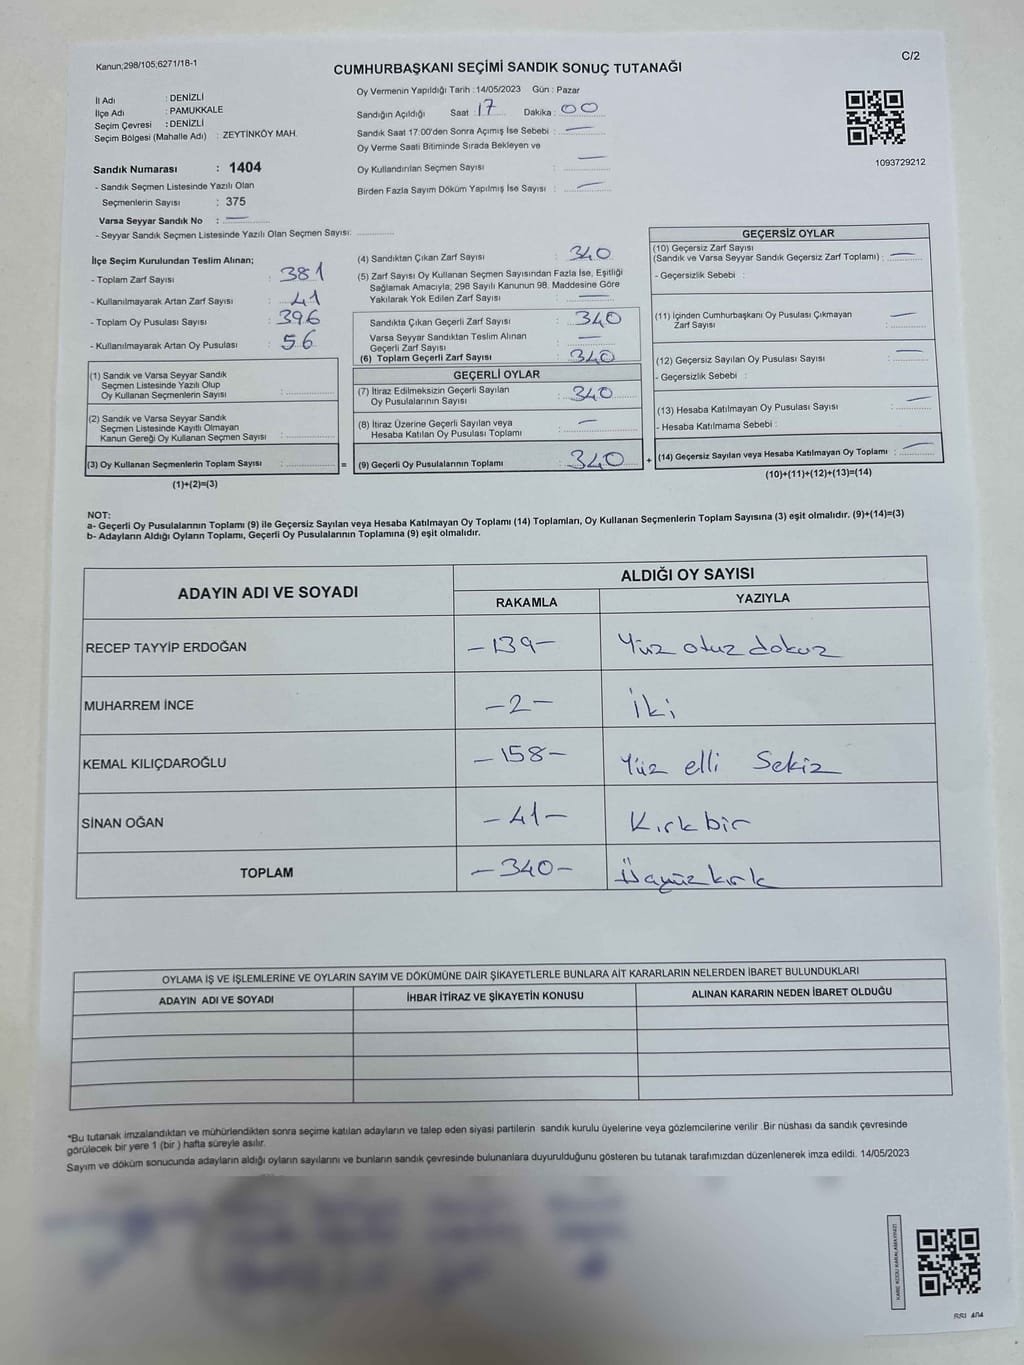 Kanun;298/105;6271/18-1
C/2
CUMHURBAŞKANI SEÇİMİ SANDIK SONUÇ TUTANAĞI
İl Adı : DENİZLİ
İlçe Adı : PAMUKKALE
Seçim Çevresi : DENİZLİ
Seçim Bölgesi (Mahalle Adı) : ZEYTİNKÖY MAH.
Sandık Numarası : 1404
- Sandık Seçmen Listesinde Yazılı Olan
Seçmenlerin Sayısı : 375
Varsa Seyyar Sandık No : —
- Seyyar Sandık Seçmen Listesinde Yazılı Olan Seçmen Sayısı: ..............
Oy Vermenin Yapıldığı Tarih : 14/05/2023 Gün : Pazar
Sandığın Açıldığı Saat : 17 Dakika : 00
Sandık Saat 17:00'den Sonra Açımış İse Sebebi : —
Oy Verme Saati Bitiminde Sırada Bekleyen ve
Oy Kullandırılan Seçmen Sayısı : —
Birden Fazla Sayım Döküm Yapılmış İse Sayısı : —
1093729212
İlçe Seçim Kurulundan Teslim Alınan;
- Toplam Zarf Sayısı : 381
- Kullanılmayarak Artan Zarf Sayısı : 41
- Toplam Oy Pusulası Sayısı : 396
- Kullanılmayarak Artan Oy Pusulası : 56
(1) Sandık ve Varsa Seyyar Sandık
Seçmen Listesinde Yazılı Olup
Oy Kullanan Seçmenlerin Sayısı : ..............
(2) Sandık ve Varsa Seyyar Sandık
Seçmen Listesinde Kayıtlı Olmayan
Kanun Gereği Oy Kullanan Seçmen Sayısı : ..............
(3) Oy Kullanan Seçmenlerin Toplam Sayısı : ..............
(1)+(2)=(3)
=
(4) Sandıktan Çıkan Zarf Sayısı : 340
(5) Zarf Sayısı Oy Kullanan Seçmen Sayısından Fazla İse, Eşitliği
Sağlamak Amacıyla; 298 Sayılı Kanunun 98. Maddesine Göre
Yakılarak Yok Edilen Zarf Sayısı : —
Sandıkta Çıkan Geçerli Zarf Sayısı : 340
Varsa Seyyar Sandıktan Teslim Alınan
Geçerli Zarf Sayısı : —
(6) Toplam Geçerli Zarf Sayısı : 340
GEÇERLİ OYLAR
(7) İtiraz Edilmeksizin Geçerli Sayılan
Oy Pusulalarının Sayısı : 340
(8) İtiraz Üzerine Geçerli Sayılan veya
Hesaba Katılan Oy Pusulası Toplamı : —
(9) Geçerli Oy Pusulalarının Toplamı : 340
+
GEÇERSİZ OYLAR
(10) Geçersiz Zarf Sayısı
(Sandık ve Varsa Seyyar Sandık Geçersiz Zarf Toplamı) : —
- Geçersizlik Sebebi :
(11) İçinden Cumhurbaşkanı Oy Pusulası Çıkmayan
Zarf Sayısı : —
(12) Geçersiz Sayılan Oy Pusulası Sayısı : —
- Geçersizlik Sebebi :
(13) Hesaba Katılmayan Oy Pusulası Sayısı : —
- Hesaba Katılmama Sebebi :
(14) Geçersiz Sayılan veya Hesaba Katılmayan Oy Toplamı : —
(10)+(11)+(12)+(13)=(14)
NOT:
a- Geçerli Oy Pusulalarının Toplamı (9) ile Geçersiz Sayılan veya Hesaba Katılmayan Oy Toplamı (14) Toplamları, Oy Kullanan Seçmenlerin Toplam Sayısına (3) eşit olmalıdır. (9)+(14)=(3)
b- Adayların Aldığı Oyların Toplamı, Geçerli Oy Pusulalarının Toplamına (9) eşit olmalıdır.
ADAYIN ADI VE SOYADI
ALDIĞI OY SAYISI
RAKAMLA YAZIYLA
RECEP TAYYİP ERDOĞAN -139- Yüz otuz dokuz
MUHARREM İNCE -2- İki
KEMAL KILIÇDAROĞLU -158- Yüz elli Sekiz
SİNAN OĞAN -41- Kırk bir
TOPLAM -340- Üçyüz kırk
OYLAMA İŞ VE İŞLEMLERİNE VE OYLARIN SAYIM VE DÖKÜMÜNE DAİR ŞİKAYETLERLE BUNLARA AİT KARARLARIN NELERDEN İBARET BULUNDUKLARI
ADAYIN ADI VE SOYADI İHBAR İTİRAZ VE ŞİKAYETİN KONUSU ALINAN KARARIN NEDEN İBARET OLDUĞU
*Bu tutanak imzalandıktan ve mühürlendikten sonra seçime katılan adayların ve talep eden siyasi partilerin sandık kurulu üyelerine veya gözlemcilerine verilir .Bir nüshası da sandık çevresinde
görülecek bir yere 1 (bir ) hafta süreyle asılır.
Sayım ve döküm sonucunda adayların aldığı oyların sayılarını ve bunların sandık çevresinde bulunanlara duyurulduğunu gösteren bu tutanak tarafımızdan düzenlenerek imza edildi. 14/05/2023